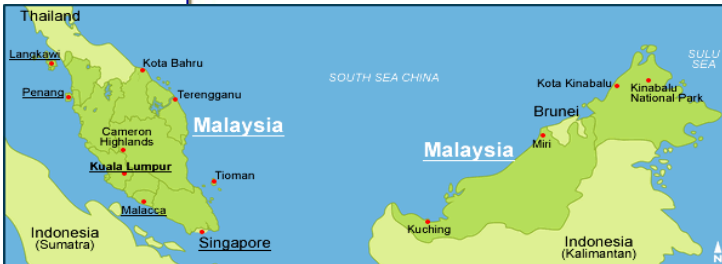 Thailand
Langkawi
Kota Bahru
SOUTH SEA CHINA
SULU
SEA
Penang
Terengganu
Kota Kinabalu
Kinabalu
National Park
Brunei
Malaysia
Cameron
Highlands
Miri
Malaysia
Kuala Lumpur
Tioman
Malacca
Kuching
Indonesia
(Sumatra)
Singapore
Indonesia
(Kalimantan)
N